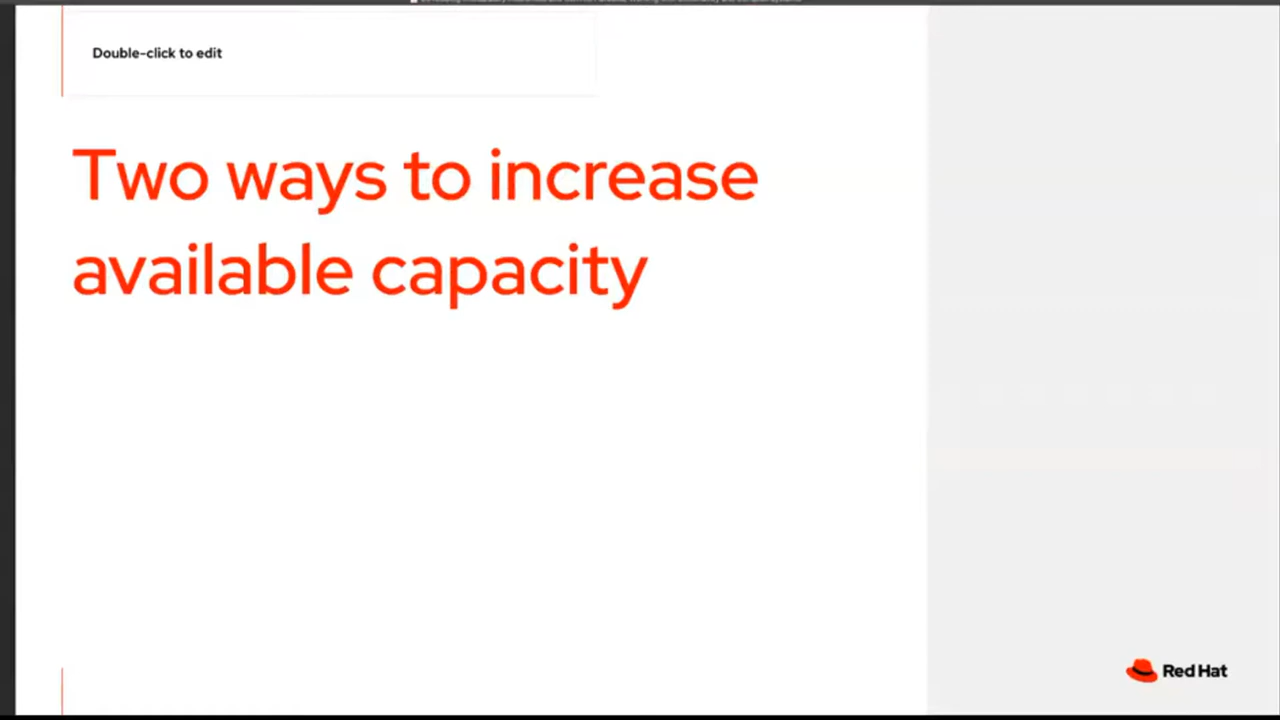 Double-click to edit
Two ways to increase
available capacity
Red Hat